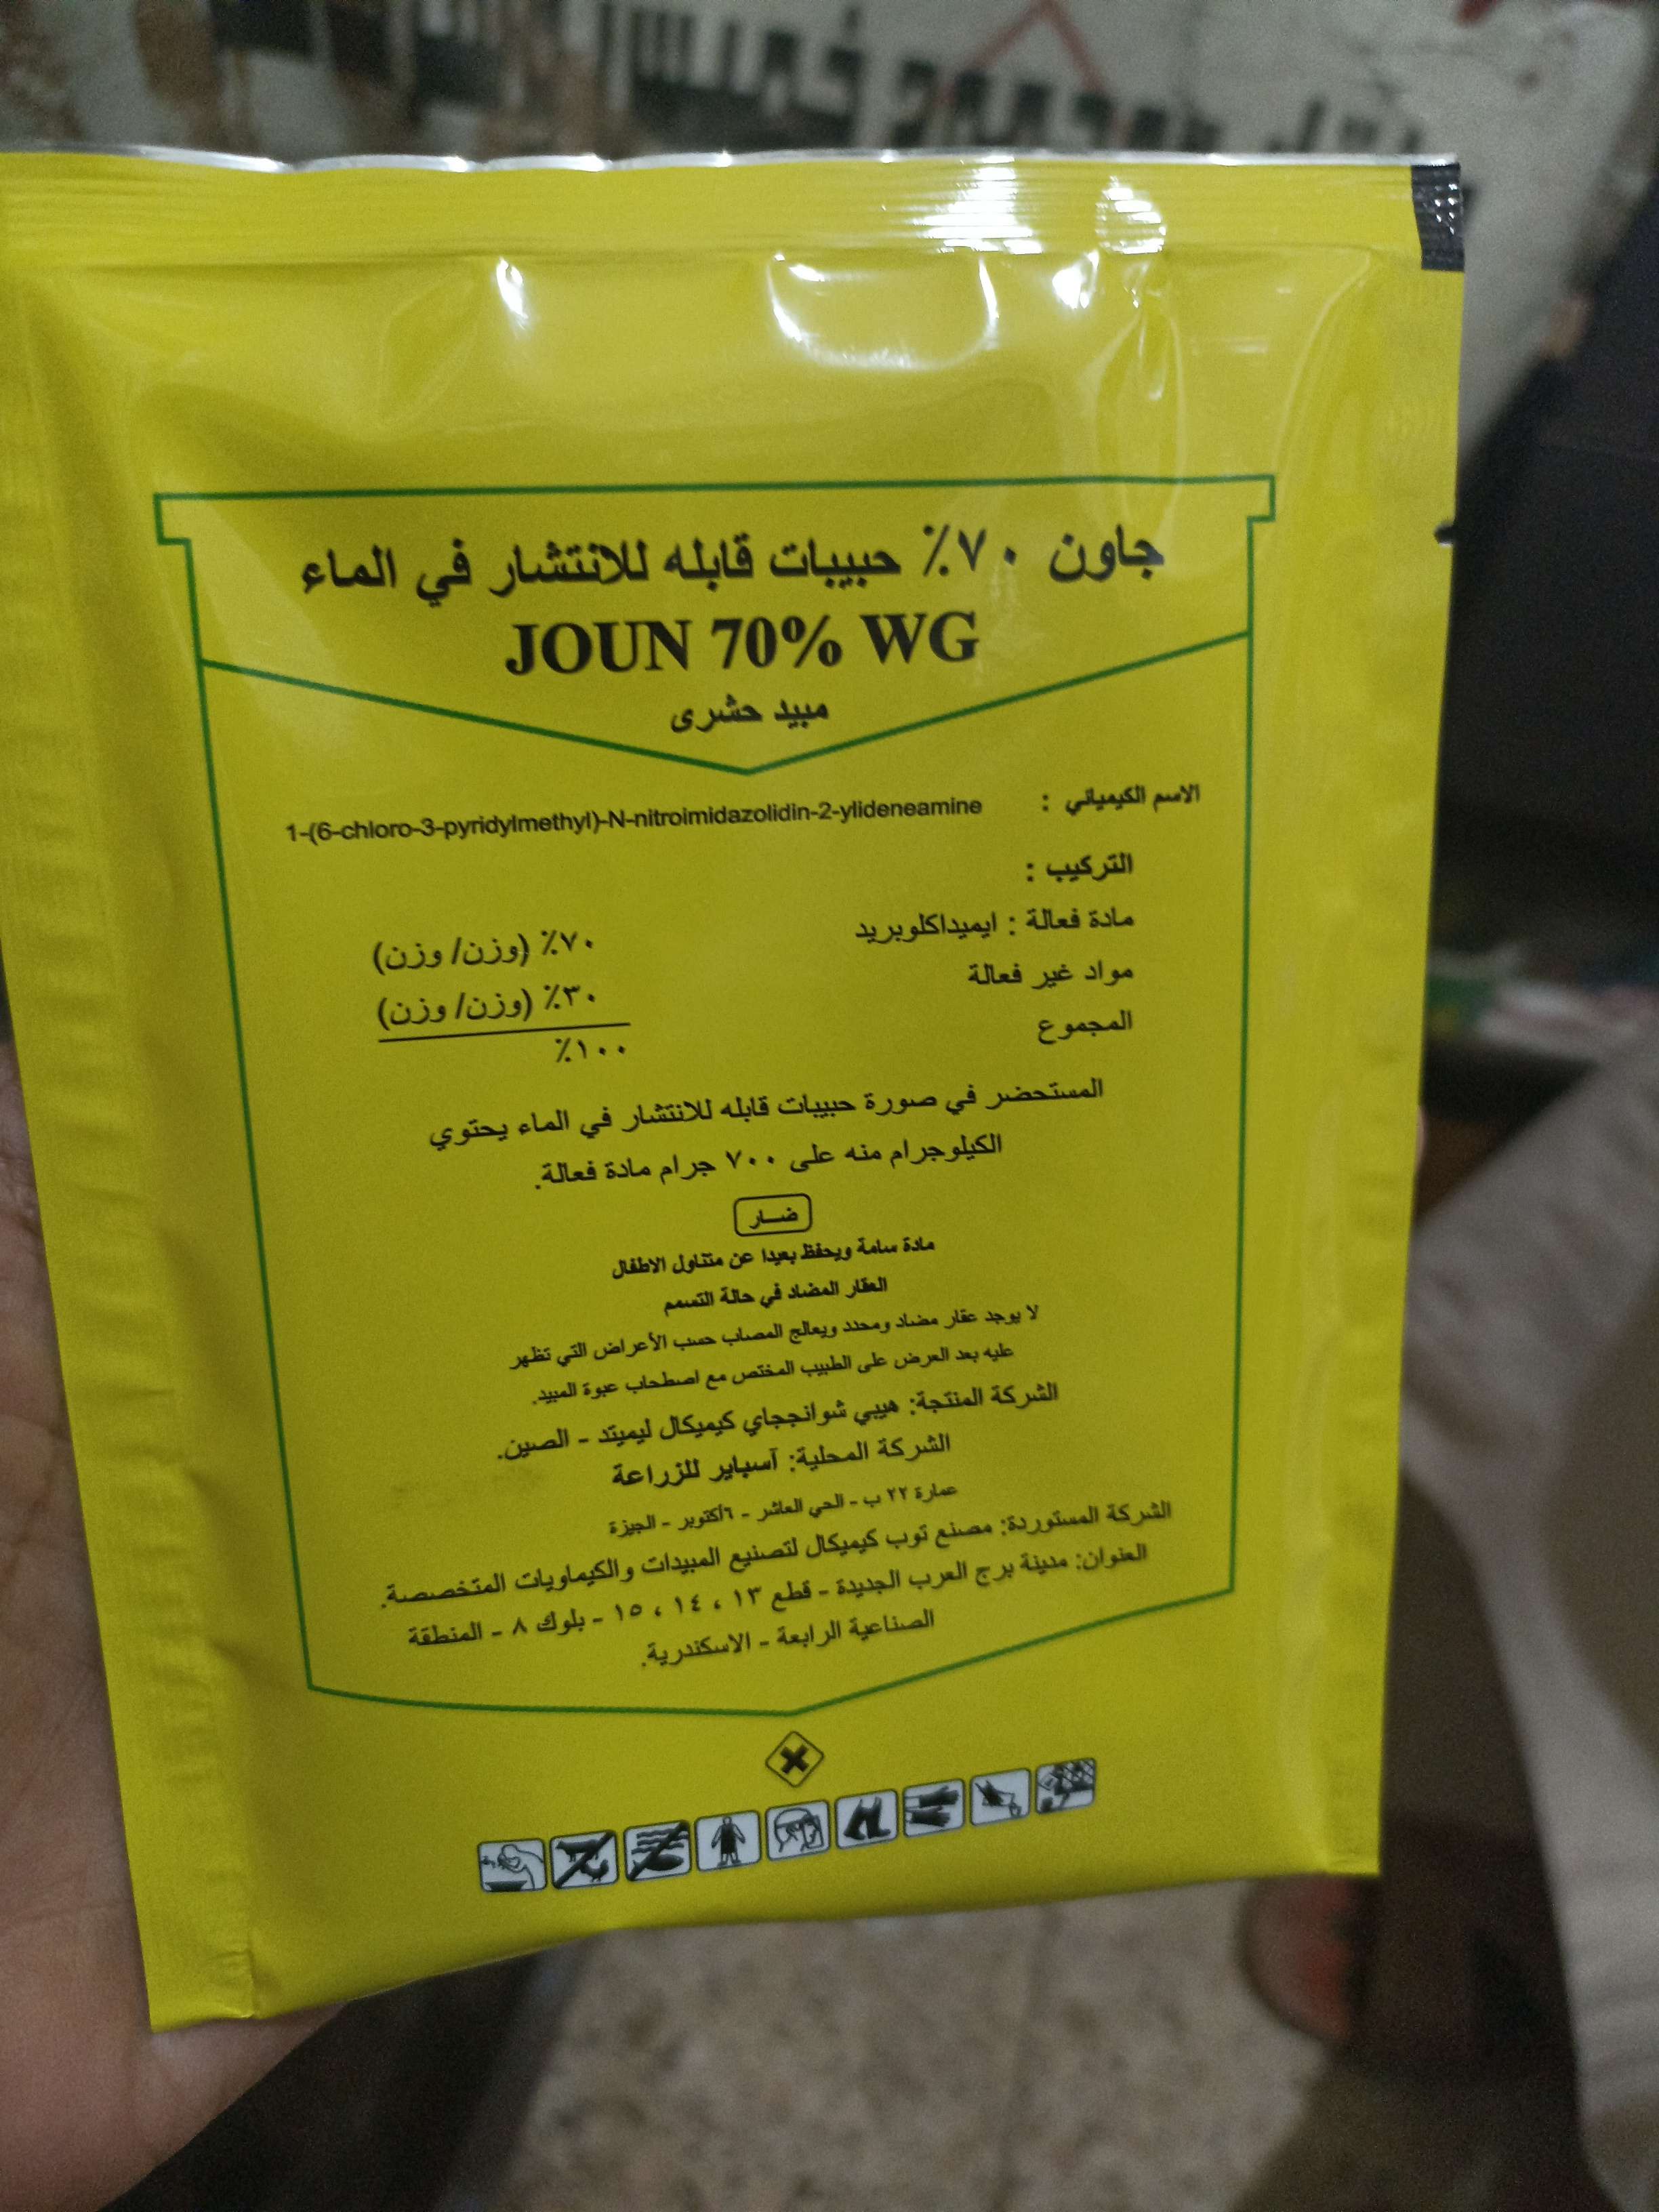 جاون ٧٠٪ حبيبات قابله للانتشار في الماء
JOUN 70% WG
مبيد حشرى
الاسم الكيميائي :
1-(6-chloro-3-pyridylmethyl)-N-nitroimidazolidin-2-ylideneamine
التركيب :
مادة فعالة : ايميداكلوبريد ٧٠٪ (وزن/ وزن)
مواد غير فعالة ٣٠٪ (وزن/ وزن)
المجموع ١٠٠٪
المستحضر في صورة حبيبات قابله للانتشار في الماء يحتوي
الكيلوجرام منه على ٧٠٠ جرام مادة فعالة.
ضار
مادة سامة ويحفظ بعيدا عن متناول الاطفال
العقار المضاد في حالة التسمم
لا يوجد عقار مضاد ومحدد ويعالج المصاب حسب الأعراض التي تظهر
عليه بعد العرض على الطبيب المختص مع اصطحاب عبوة المبيد.
الشركة المنتجة: هيبي شوانججاي كيميكال ليميتد - الصين.
الشركة المحلية: آسباير للزراعة
عمارة ٢٢ ب - الحي العاشر - ٦أكتوبر - الجيزة
الشركة المستوردة: مصنع توب كيميكال لتصنيع المبيدات والكيماويات المتخصصة.
العنوان: مدينة برج العرب الجديدة - قطع ١٣ ، ١٤ ، ١٥ - بلوك ٨ - المنطقة
الصناعية الرابعة - الاسكندرية.